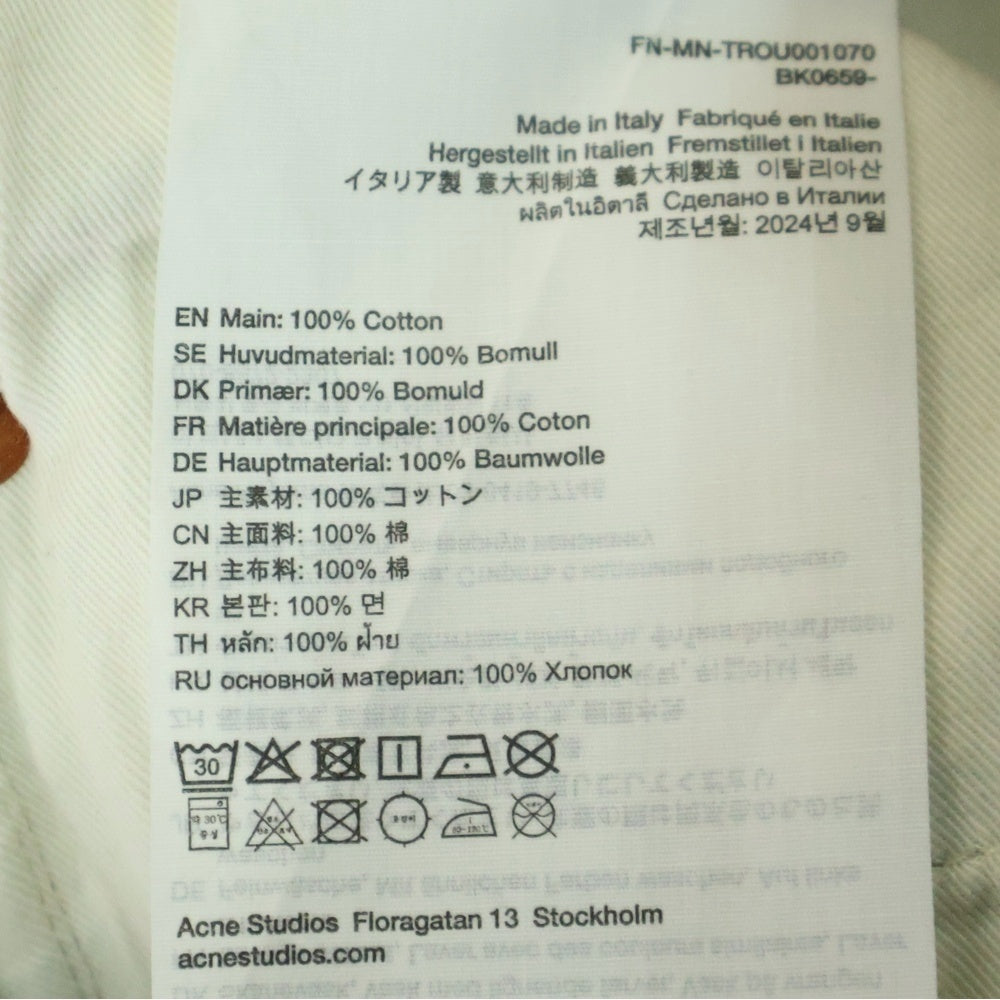 FN-MN-TROU001070
BK0659-
Made in Italy Fabriqué en Italie
Hergestellt in Italien Fremstillet i Italien
イタリア製 意大利制造 義大利製造 이탈리아산
ผลิตในอิตาลี Сделано в Италии
제조년월: 2024년 9월
EN Main: 100% Cotton
SE Huvudmaterial: 100% Bomull
DK Primær: 100% Bomuld
FR Matière principale: 100% Coton
DE Hauptmaterial: 100% Baumwolle
JP 主素材: 100% コットン
CN 主面料: 100% 棉
ZH 主布料: 100% 棉
KR 본판: 100% 면
TH หลัก: 100% ฝ้าย
RU основной материал: 100% Хлопок
30
약 30°C
중성
Acne Studios Floragatan 13 Stockholm
acnestudios.com